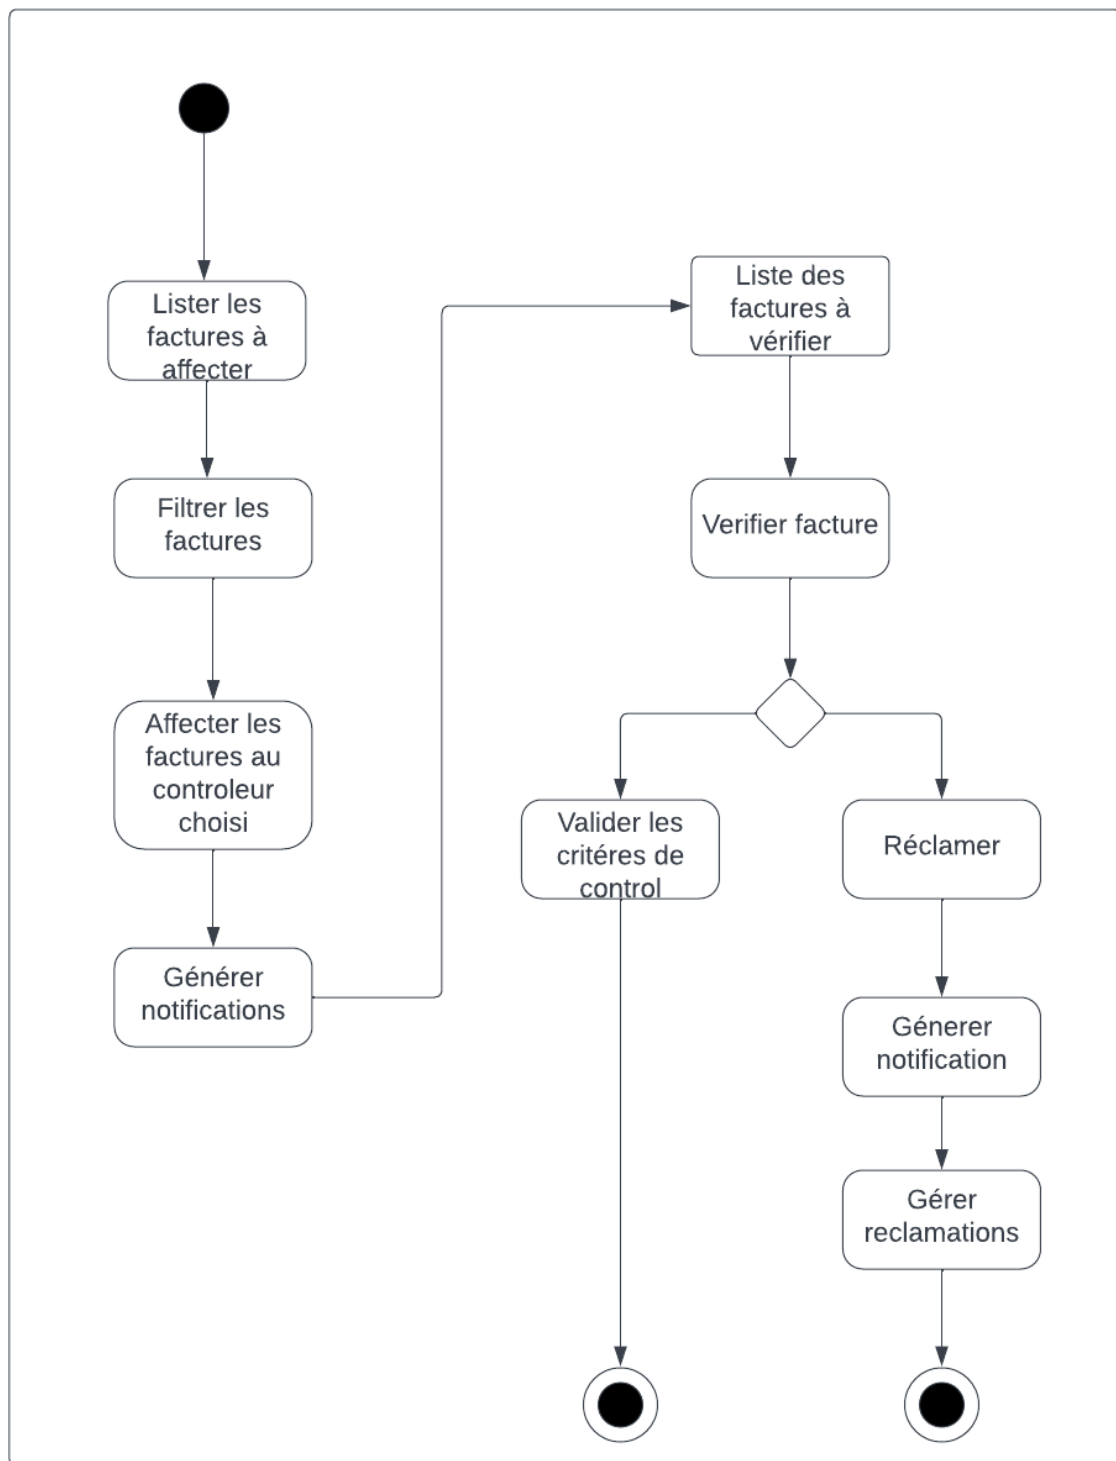 Lister les
factures à
affecter
Filtrer les
factures
Affecter les
factures au
controleur
choisi
Générer
notifications
Liste des
factures à
vérifier
Verifier facture
Valider les
critéres de
control
Réclamer
Génerer
notification
Gérer
reclamations